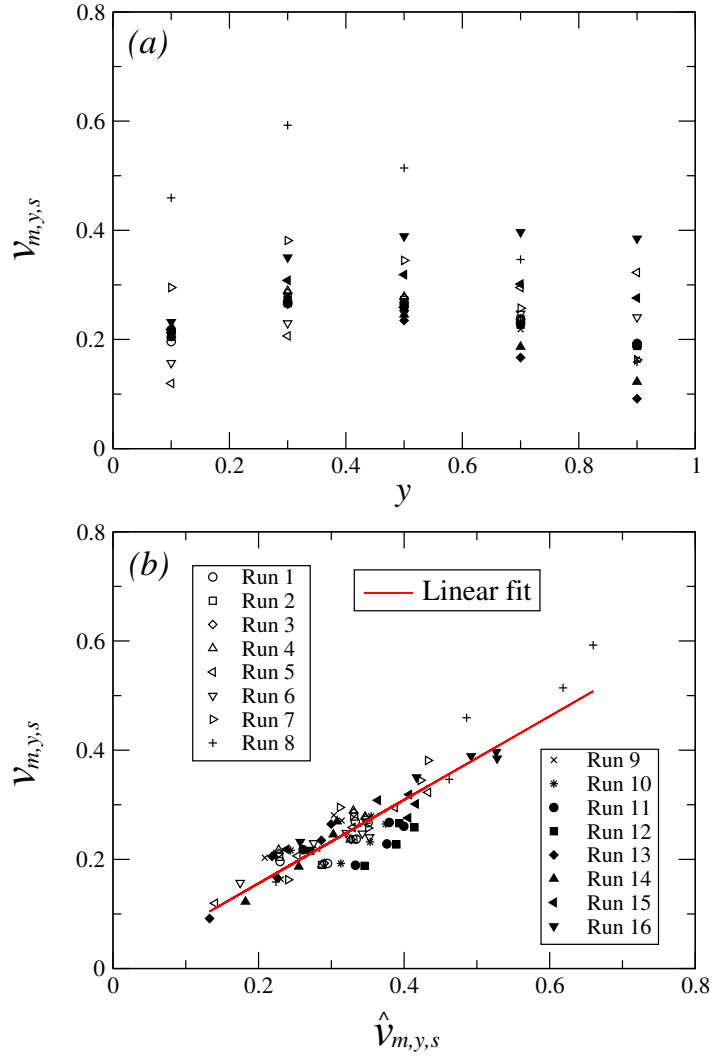 0.8
(a)
0.6
0.4
0.2
0
0 0.2 0.4 0.6 0.8 1
v_{m,y,s}
y
0.8
(b)
Run 1
Run 2
Run 3
Run 4
Run 5
Run 6
Run 7
Run 8
Linear fit
0.6
0.4
0.2
0
Run 9
Run 10
Run 11
Run 12
Run 13
Run 14
Run 15
Run 16
0 0.2 0.4 0.6 0.8
v_{m,y,s}
v̂_{m,y,s}